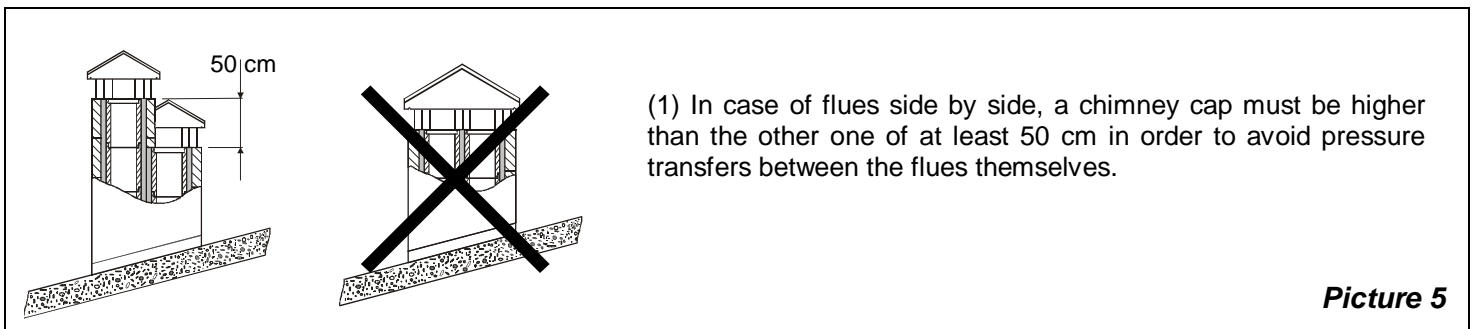 50 cm
(1) In case of flues side by side, a chimney cap must be higher
than the other one of at least 50 cm in order to avoid pressure
transfers between the flues themselves.
Picture 5